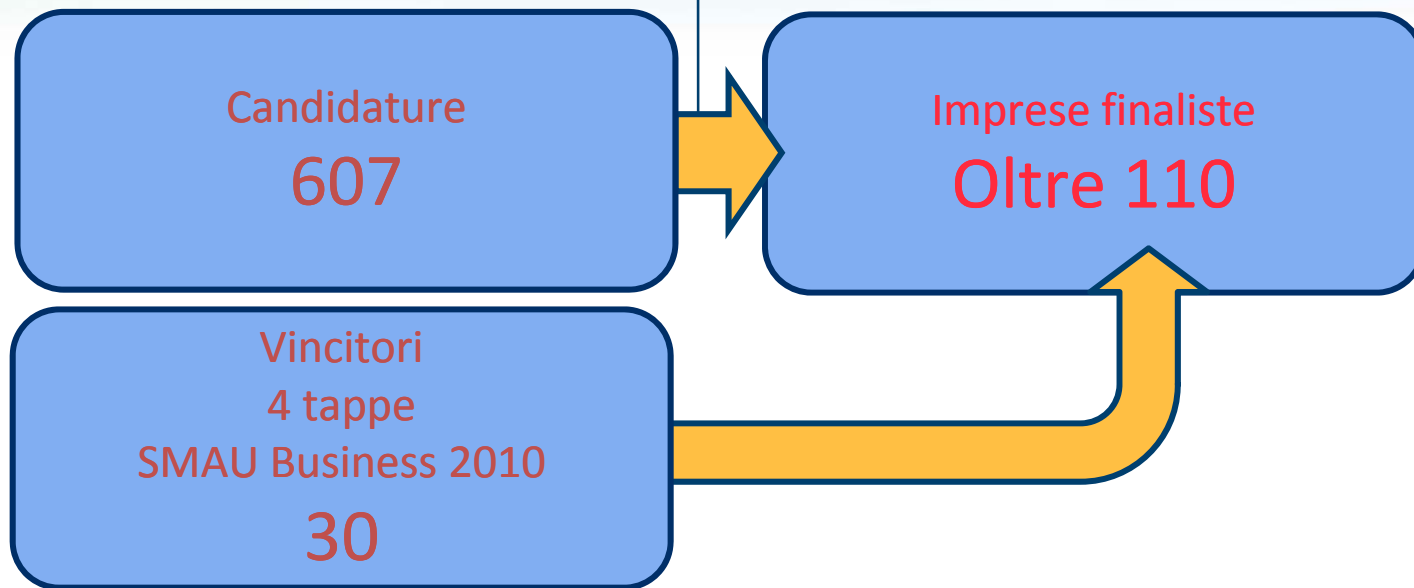 Candidature
607
Imprese finaliste
Oltre 110
Vincitori
4 tappe
SMAU Business 2010
30